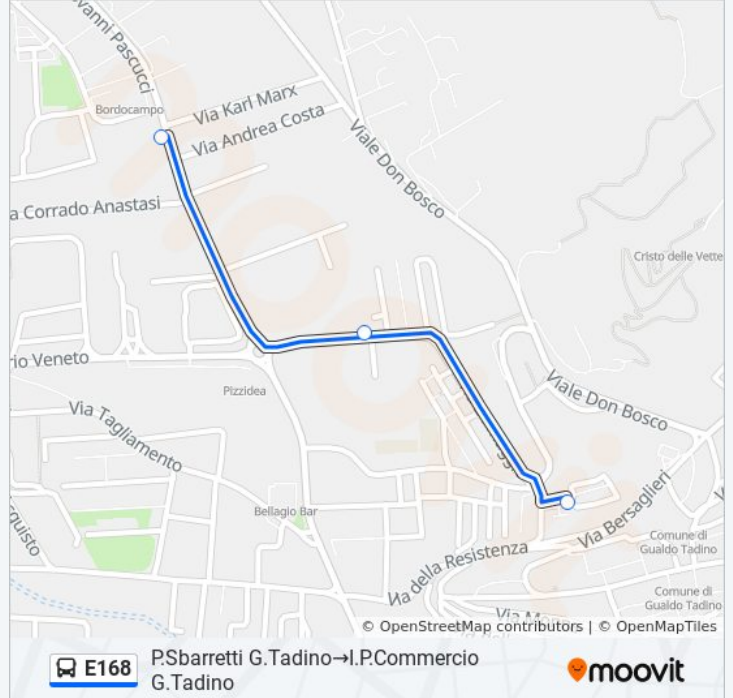 ovanni Pascucci
Bordocampo
Via Karl Marx
Via Andrea Costa
Viale Don Bosco
a Corrado Anastasi
Cristo delle Vette
rio Veneto
Pizzidea
Viale Don Bosco
Via Tagliamento
Bellagio Bar
cquisto
Via Bersaglieri
Comune di
Gualdo Tadino
Via della Resistenza
Comune di
Gualdo Tadino
© OpenStreetMap contributors | © OpenMapTiles
E168
P.Sbarretti G.Tadino→I.P.Commercio
G.Tadino
moovit